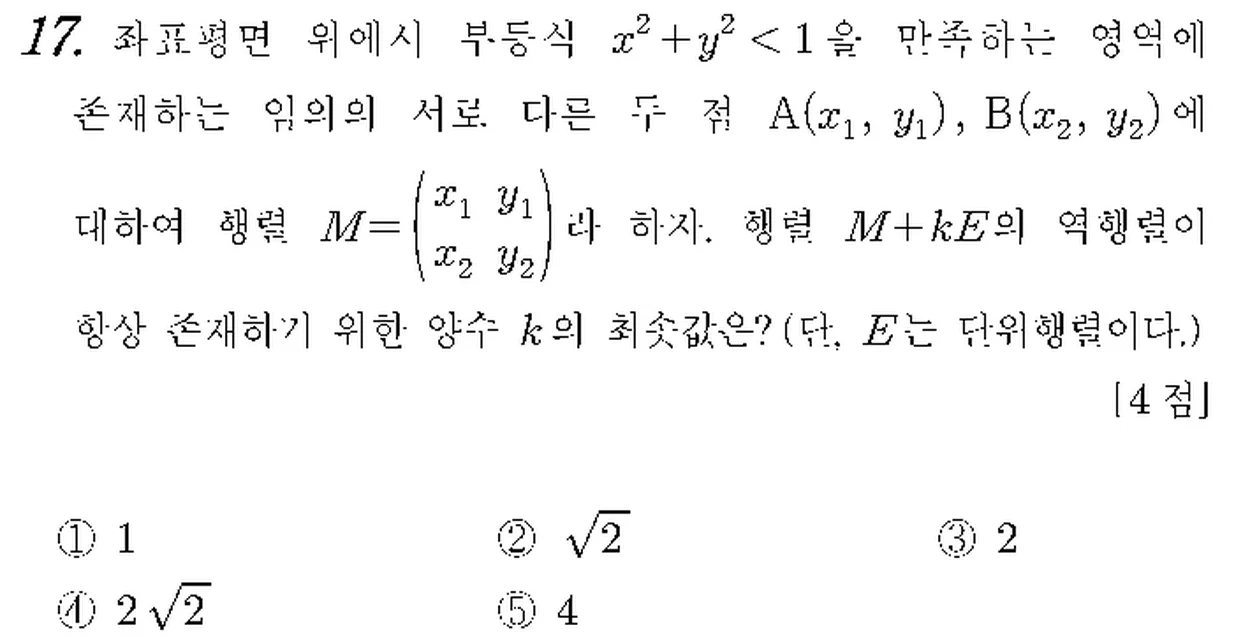 17. 좌표평면 위에서 부등식 x²+y²<1을 만족하는 영역에
존재하는 임의의 서로 다른 두 점 A(x₁, y₁), B(x₂, y₂)에
대하여 행렬 M=(x₁ y₁
x₂ y₂)라 하자. 행렬 M+kE의 역행렬이
항상 존재하기 위한 양수 k의 최솟값은? (단, E는 단위행렬이다.)
[4점]
① 1 ② √2 ③ 2
④ 2√2 ⑤ 4